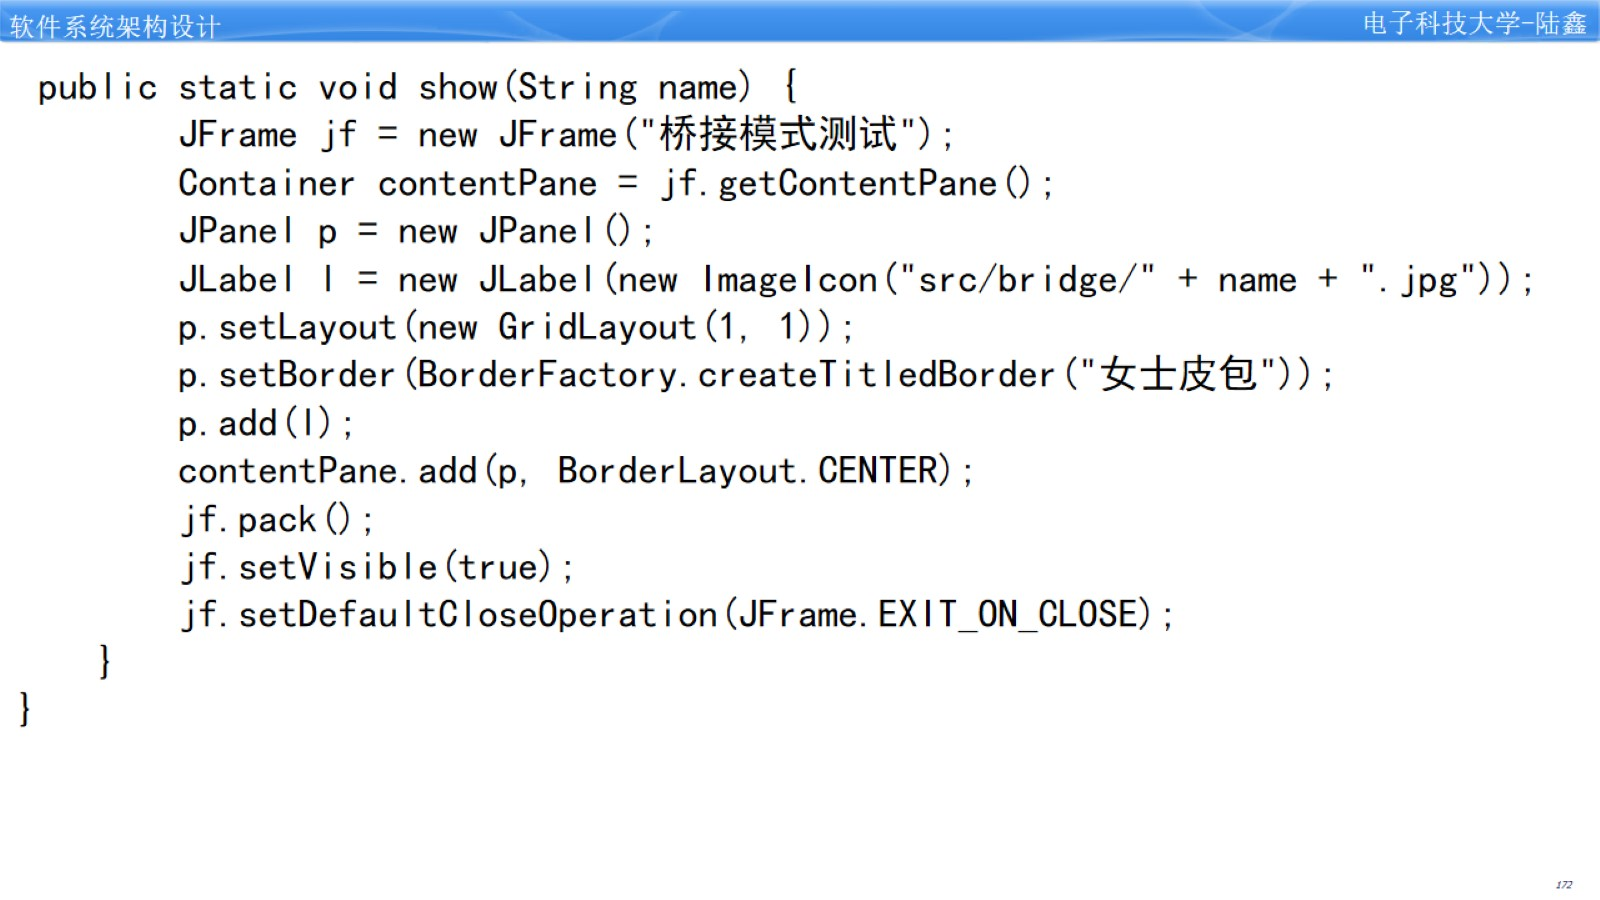 软件系统架构设计
电子科技大学-陆鑫
public static void show(String name) {
JFrame jf = new JFrame("桥接模式测试");
Container contentPane = jf.getContentPane();
JPanel p = new JPanel();
JLabel l = new JLabel(new ImageIcon("src/bridge/" + name + ".jpg"));
p.setLayout(new GridLayout(1, 1));
p.setBorder(BorderFactory.createTitledBorder("女士皮包"));
p.add(l);
contentPane.add(p, BorderLayout.CENTER);
jf.pack();
jf.setVisible(true);
jf.setDefaultCloseOperation(JFrame.EXIT_ON_CLOSE);
}
}
172